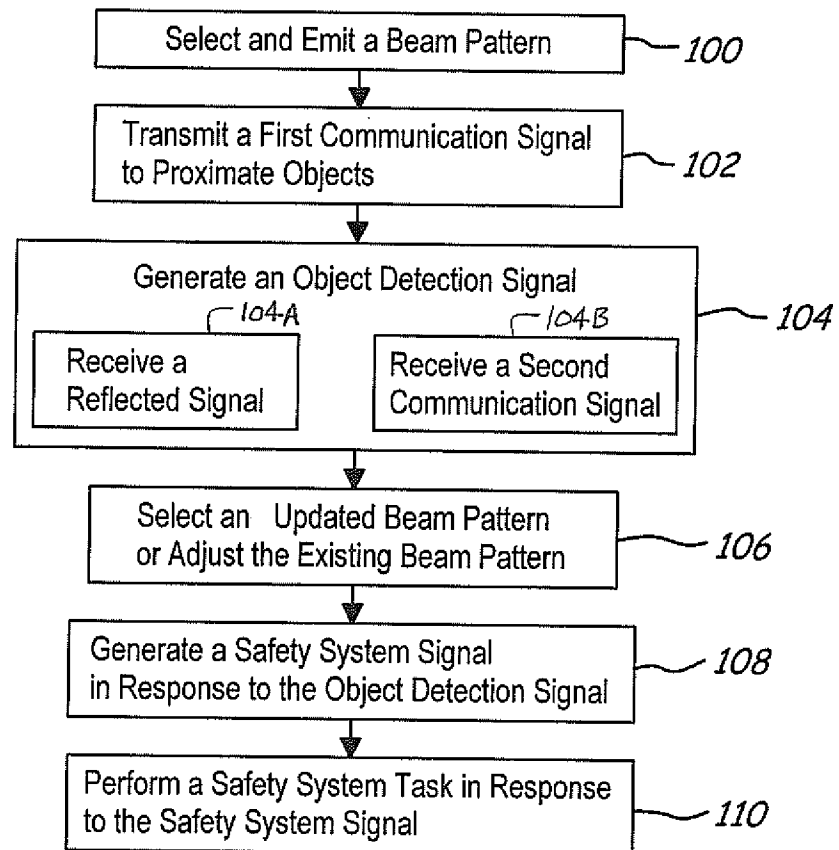 Select and Emit a Beam Pattern
100
Transmit a First Communication Signal
to Proximate Objects
102
Generate an Object Detection Signal
104
104-A
Receive a
Reflected Signal
104B
Receive a Second
Communication Signal
Select an Updated Beam Pattern
or Adjust the Existing Beam Pattern
106
Generate a Safety System Signal
in Response to the Object Detection Signal
108
Perform a Safety System Task in Response
to the Safety System Signal
110